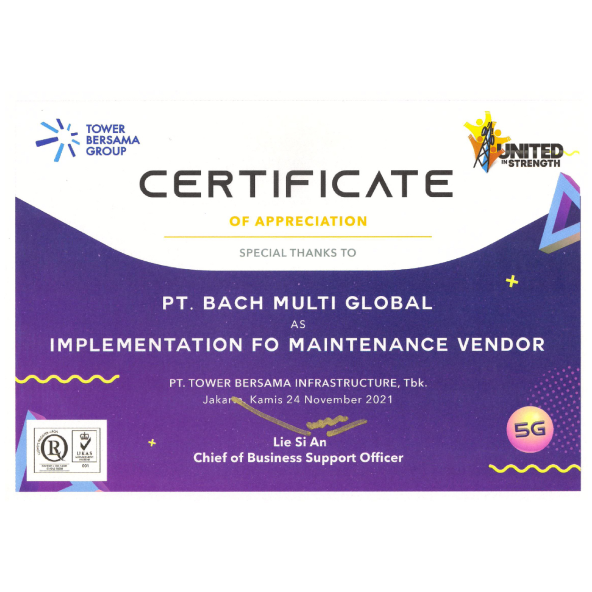 TOWER
BERSAMA
GROUP
UNITED
IN STRENGTH
CERTIFICATE
OF APPRECIATION
SPECIAL THANKS TO
PT. BACH MULTI GLOBAL
AS
IMPLEMENTATION FO MAINTENANCE VENDOR
PT. TOWER BERSAMA INFRASTRUCTURE, Tbk.
Jakarta, Kamis 24 November 2021
Lie Si An
Chief of Business Support Officer
5G
R
UKAS
001